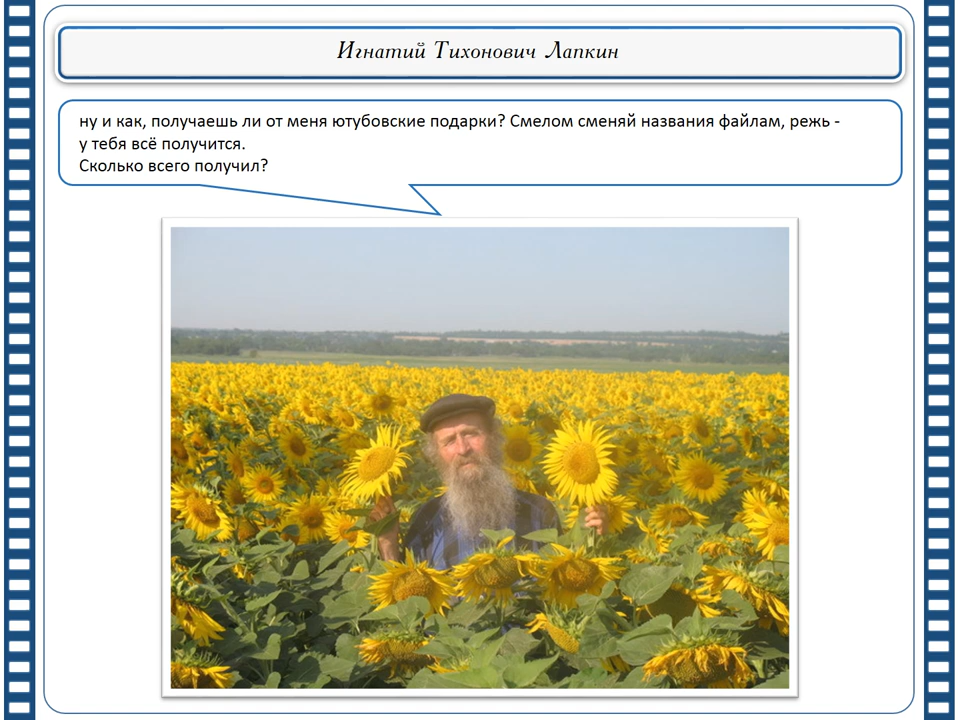 Игнатий Тихонович Лапкин
ну и как, получаешь ли от меня ютубовские подарки? Смелом сменяй названия файлам, режь -
у тебя всё получится.
Сколько всего получил?